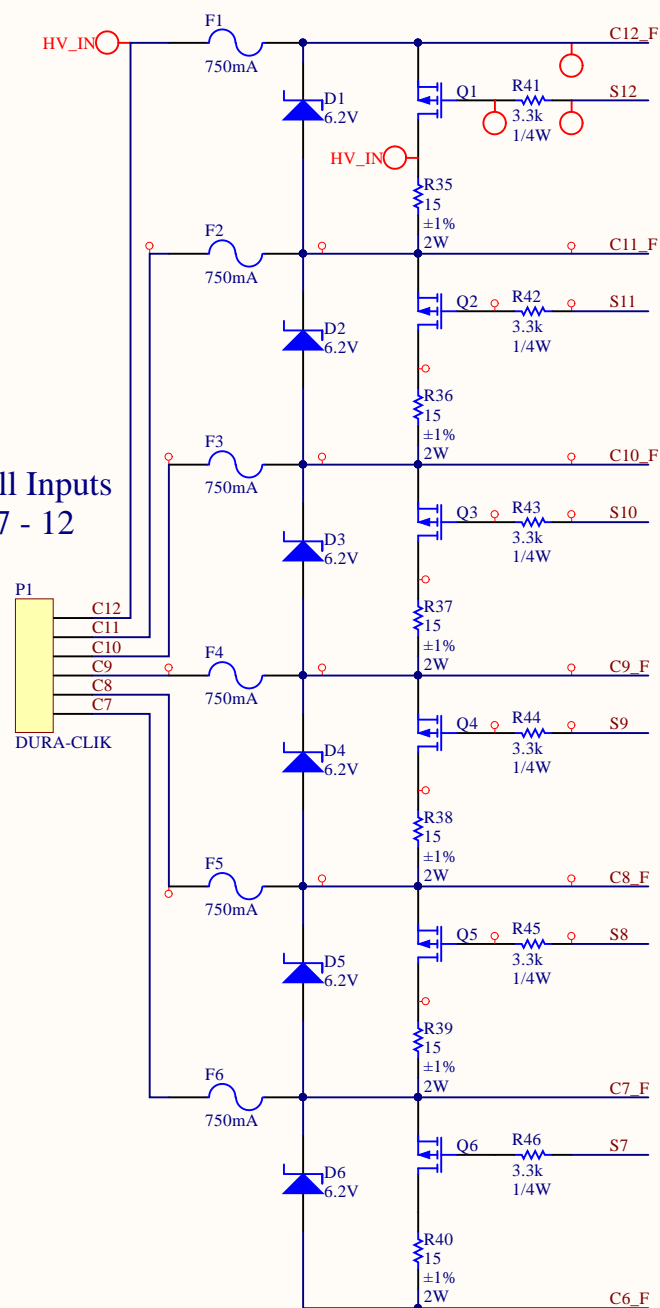 F1
C12_F
HV_IN
750mA
D1
6.2V
Q1
R41
S12
3.3k
1/4W
HV_IN
R35
15
±1%
2W
F2
C11_F
750mA
D2
6.2V
Q2
R42
S11
3.3k
1/4W
R36
15
±1%
2W
F3
C10_F
750mA
ll Inputs
7 - 12
D3
6.2V
Q3
R43
S10
3.3k
1/4W
P1
C12
C11
C10
C9
C8
C7
DURA-CLIK
R37
15
±1%
2W
F4
C9_F
750mA
D4
6.2V
Q4
R44
S9
3.3k
1/4W
R38
15
±1%
2W
F5
C8_F
750mA
D5
6.2V
Q5
R45
S8
3.3k
1/4W
R39
15
±1%
2W
F6
C7_F
750mA
D6
6.2V
Q6
R46
S7
3.3k
1/4W
R40
15
±1%
2W
C6_F